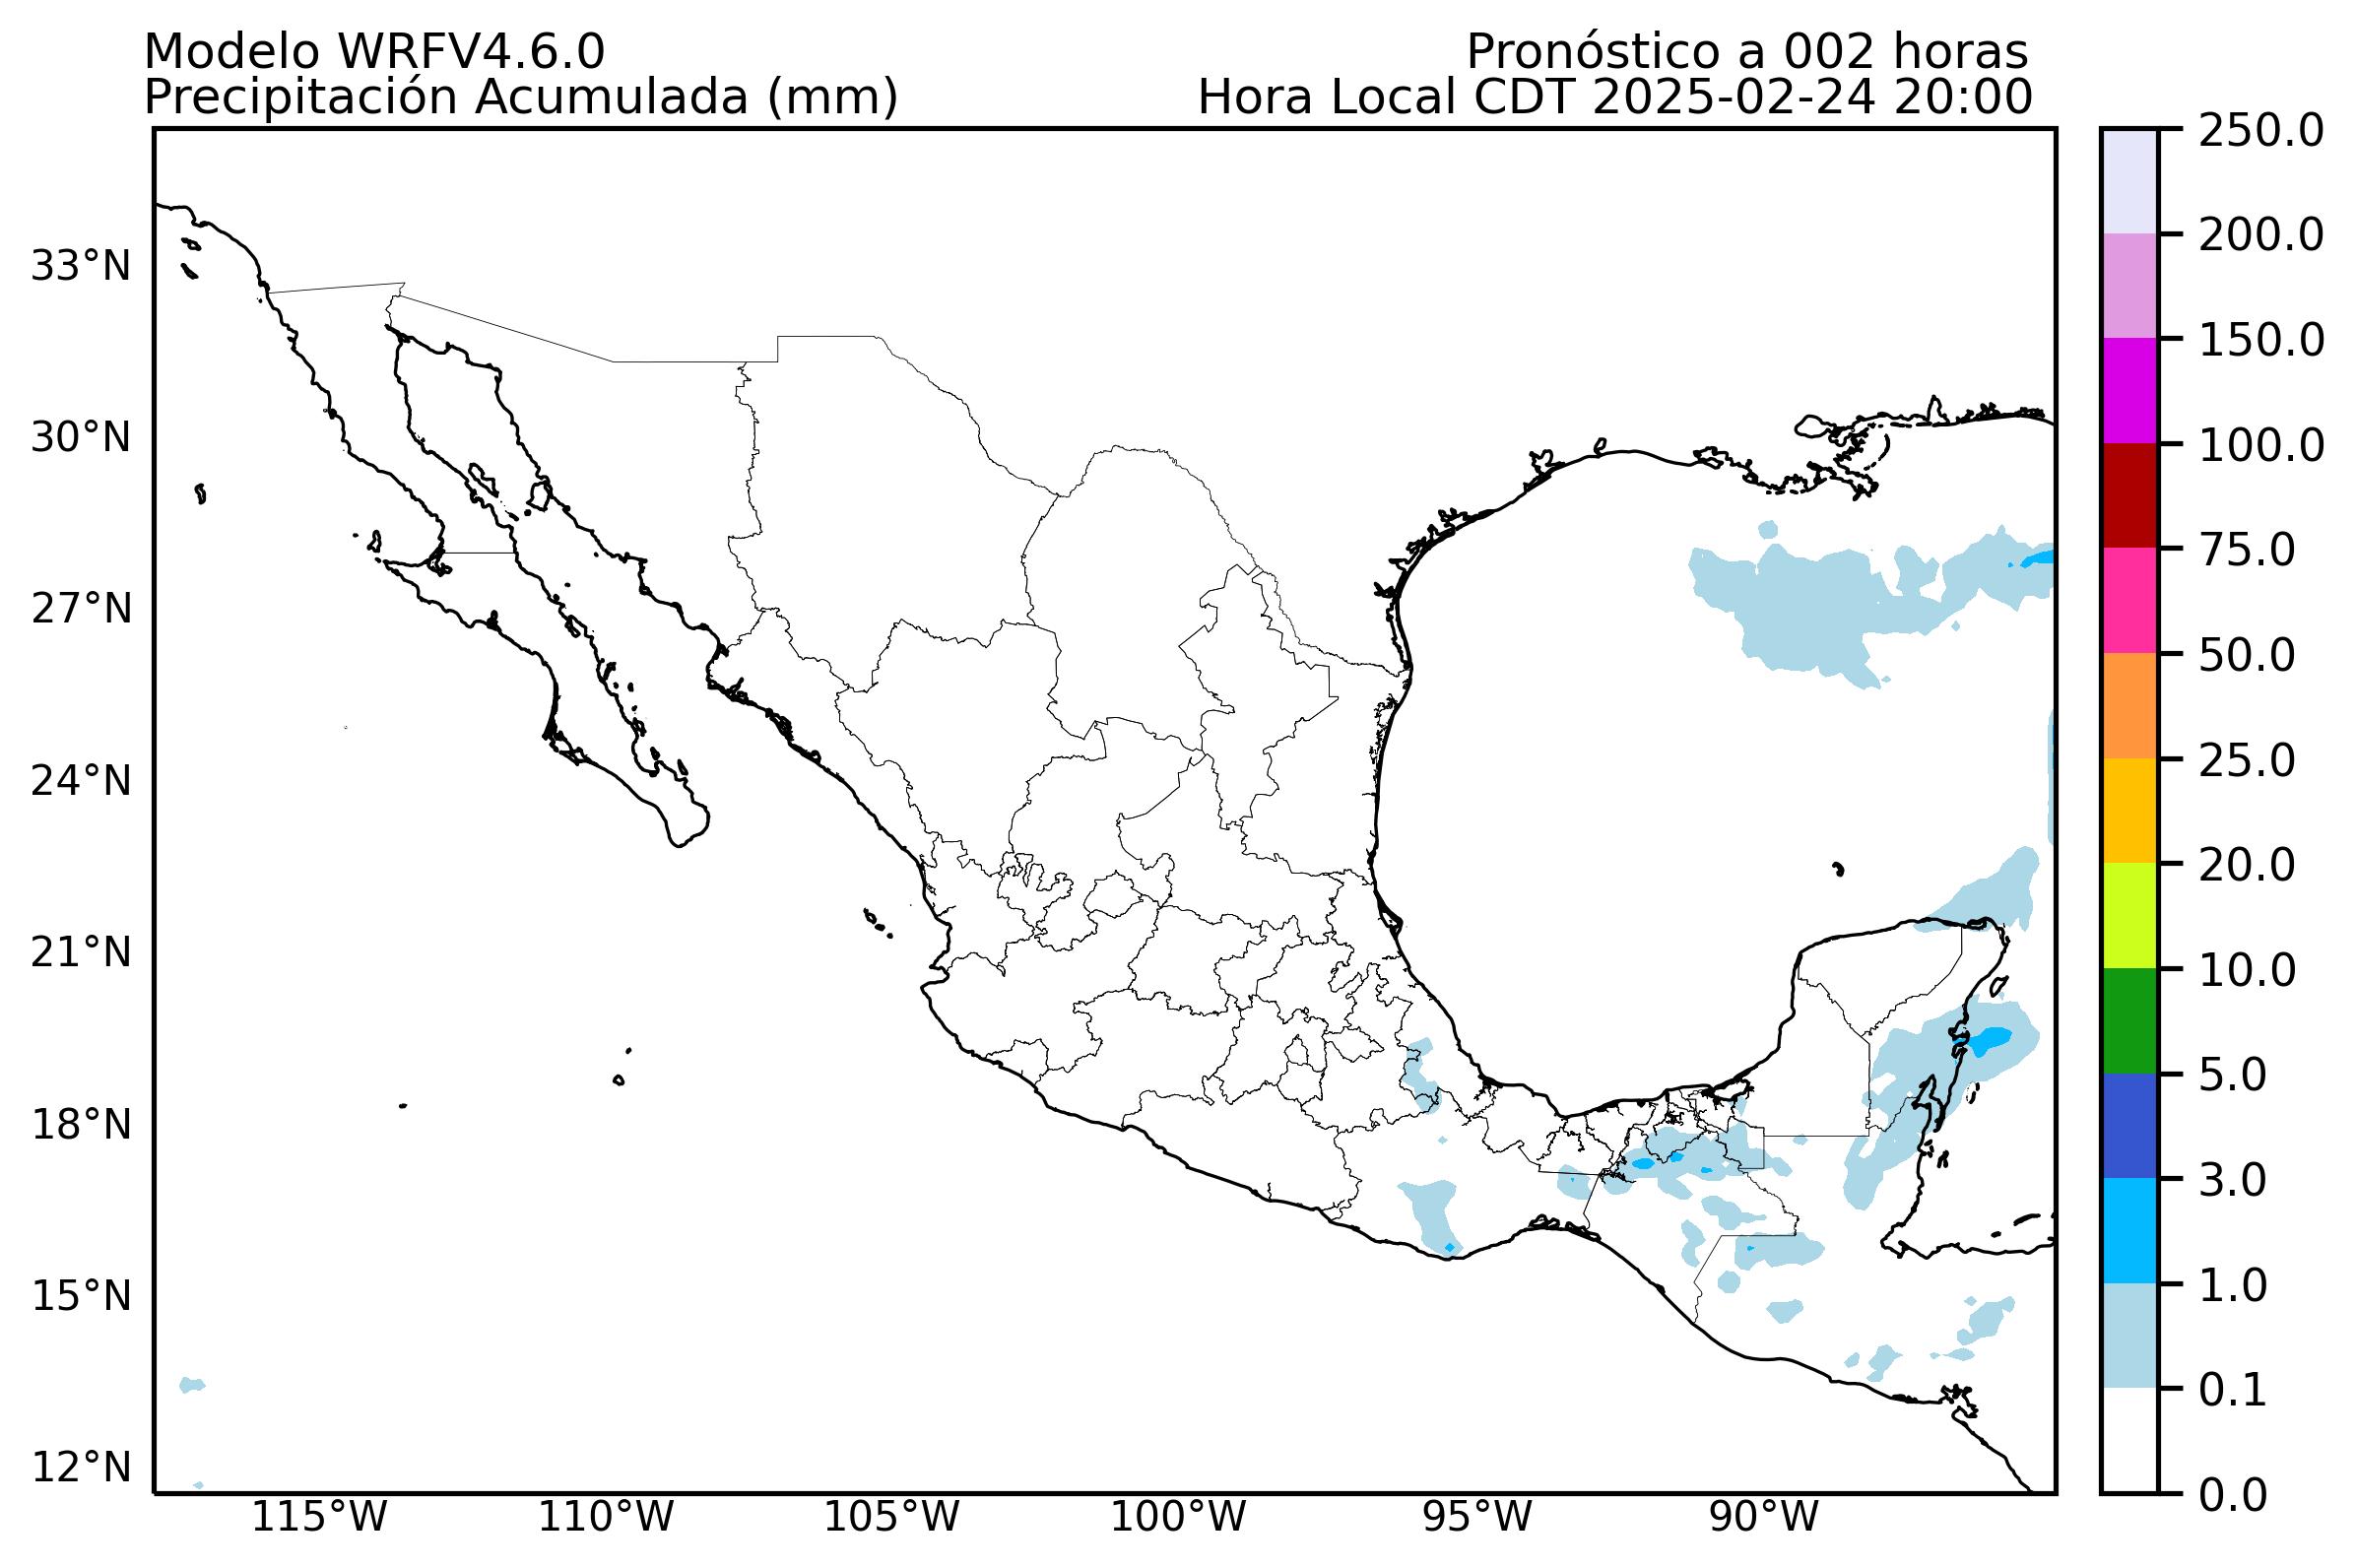 Modelo WRFV4.6.0
Pronóstico a 002 horas
Precipitación Acumulada (mm)
Hora Local CDT 2025-02-24 20:00
33°N
30°N
27°N
24°N
21°N
18°N
15°N
12°N
115°W
110°W
105°W
100°W
95°W
90°W
250.0
200.0
150.0
100.0
75.0
50.0
25.0
20.0
10.0
5.0
3.0
1.0
0.1
0.0